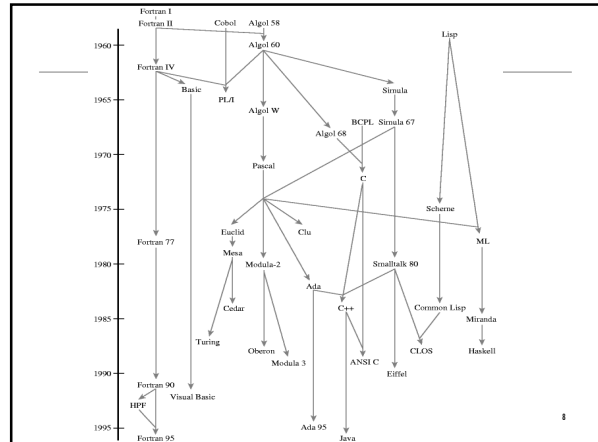 Fortran I
Fortran II
Cobol
Algol 58
Lisp
1960
Algol 60
Fortran IV
Basic
Simula
PL/I
1965
Algol W
BCPL
Simula 67
Algol 68
1970
Pascal
C
1975
Scheme
Euclid
Clu
Fortran 77
ML
Mesa
Modula-2
Smalltalk 80
1980
Ada
Cedar
C++
Common Lisp
Miranda
1985
Turing
Oberon
Modula 3
ANSI C
CLOS
Haskell
Eiffel
1990
Fortran 90
Visual Basic
HPF
8
1995
Ada 95
Fortran 95
Java